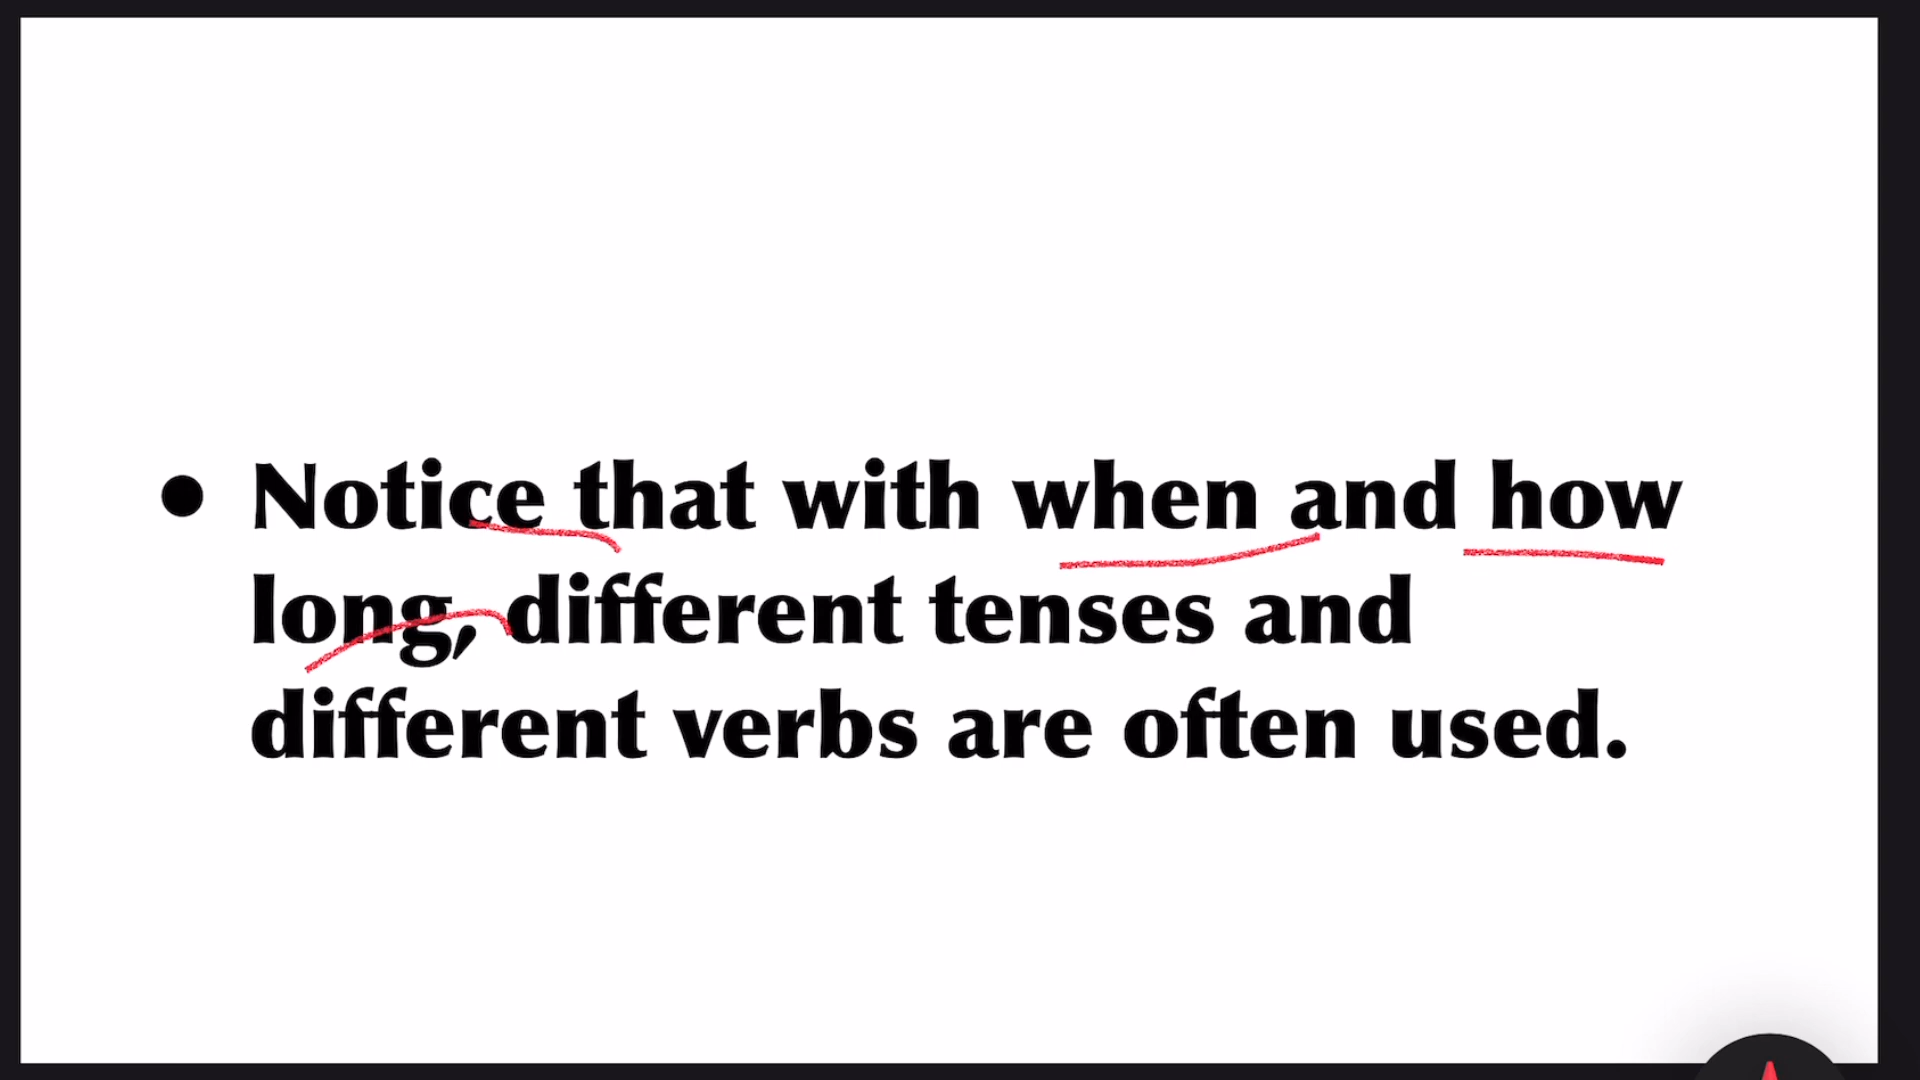 • Notice that with when and how
long, different tenses and
different verbs are often used.